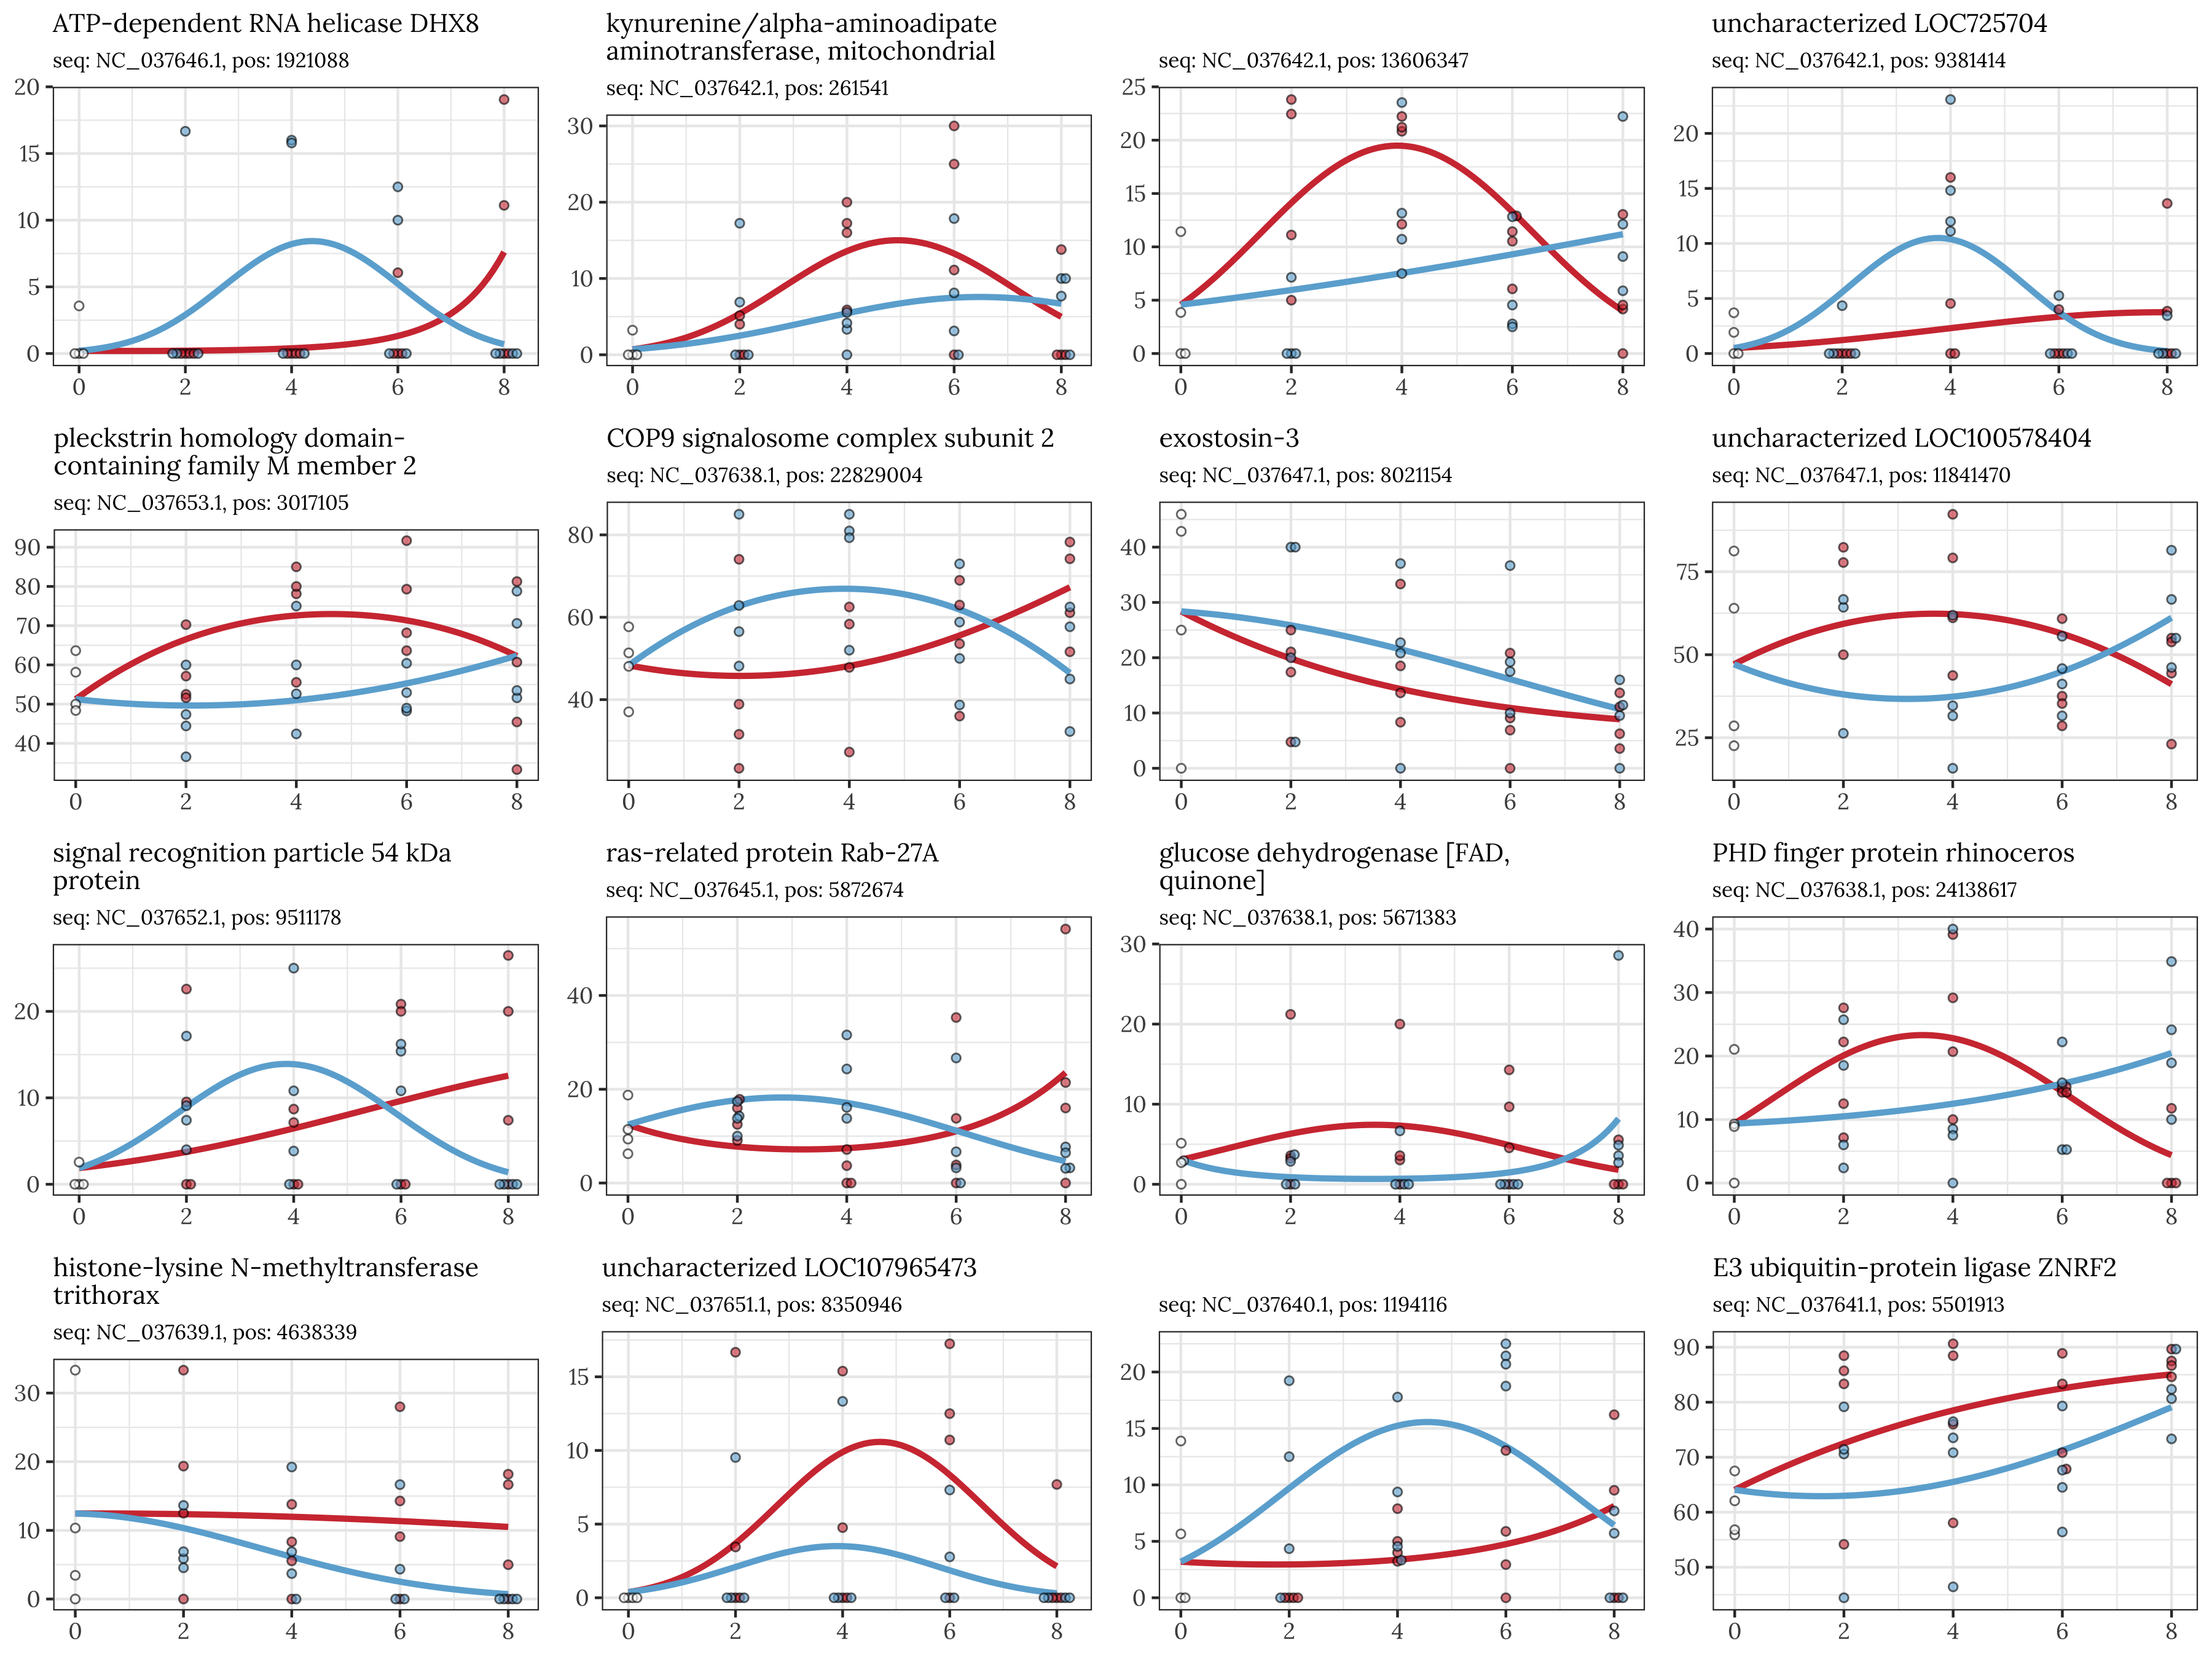 ATP-dependent RNA helicase DHX8
seq: NC_037646.1, pos: 1921088
20
15
10
5
0
0 2 4 6 8
kynurenine/alpha-aminoadipate
aminotransferase, mitochondrial
seq: NC_037642.1, pos: 261541
30
20
10
0
0 2 4 6 8
seq: NC_037642.1, pos: 13606347
25
20
15
10
5
0
0 2 4 6 8
uncharacterized LOC725704
seq: NC_037642.1, pos: 9381414
20
15
10
5
0
0 2 4 6 8
pleckstrin homology domain-
containing family M member 2
seq: NC_037653.1, pos: 3017105
90
80
70
60
50
40
0 2 4 6 8
COP9 signalosome complex subunit 2
seq: NC_037638.1, pos: 22829004
80
60
40
0 2 4 6 8
exostosin-3
seq: NC_037647.1, pos: 8021154
40
30
20
10
0
0 2 4 6 8
uncharacterized LOC100578404
seq: NC_037647.1, pos: 11841470
75
50
25
0 2 4 6 8
signal recognition particle 54 kDa
protein
seq: NC_037652.1, pos: 9511178
20
10
0
0 2 4 6 8
ras-related protein Rab-27A
seq: NC_037645.1, pos: 5872674
40
20
0
0 2 4 6 8
glucose dehydrogenase [FAD,
quinone]
seq: NC_037638.1, pos: 5671383
30
20
10
0
0 2 4 6 8
PHD finger protein rhinoceros
seq: NC_037638.1, pos: 24138617
40
30
20
10
0
0 2 4 6 8
histone-lysine N-methyltransferase
trithorax
seq: NC_037639.1, pos: 4638339
30
20
10
0
0 2 4 6 8
uncharacterized LOC107965473
seq: NC_037651.1, pos: 8350946
15
10
5
0
0 2 4 6 8
seq: NC_037640.1, pos: 1194116
20
15
10
5
0
0 2 4 6 8
E3 ubiquitin-protein ligase ZNRF2
seq: NC_037641.1, pos: 5501913
90
80
70
60
50
0 2 4 6 8